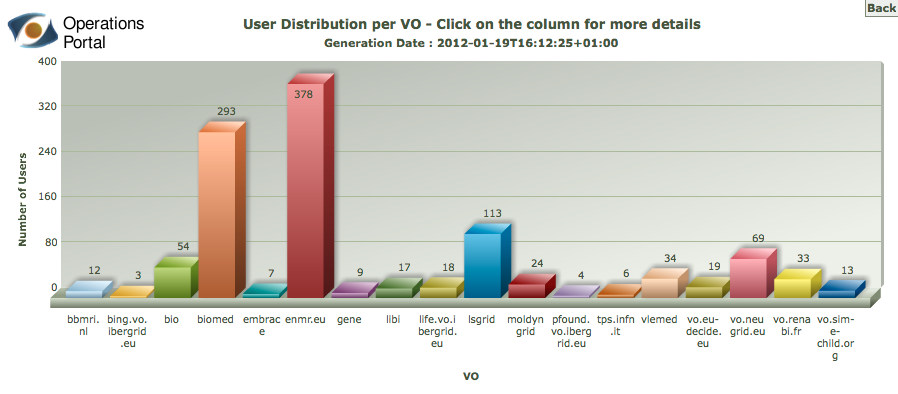 Back
Operations
Portal
User Distribution per VO - Click on the column for more details
Generation Date : 2012-01-19T16:12:25+01:00
Number of Users
400
320
240
160
80
0
12
3
54
293
7
378
9
17
18
113
24
4
6
34
19
69
33
13
bbmri.
nl
bing.vo.
ibergrid
.eu
bio
biomed
embrac
e
enmr.eu
gene
libi
life.vo.i
bergrid.
eu
lsgrid
moldyn
grid
pfound.
vo.iberg
rid.eu
tps.infn
.it
vlemed
vo.eu-
decide.
eu
vo.neu
grid.eu
vo.rena
bi.fr
vo.sim-
e-
child.or
g
VO